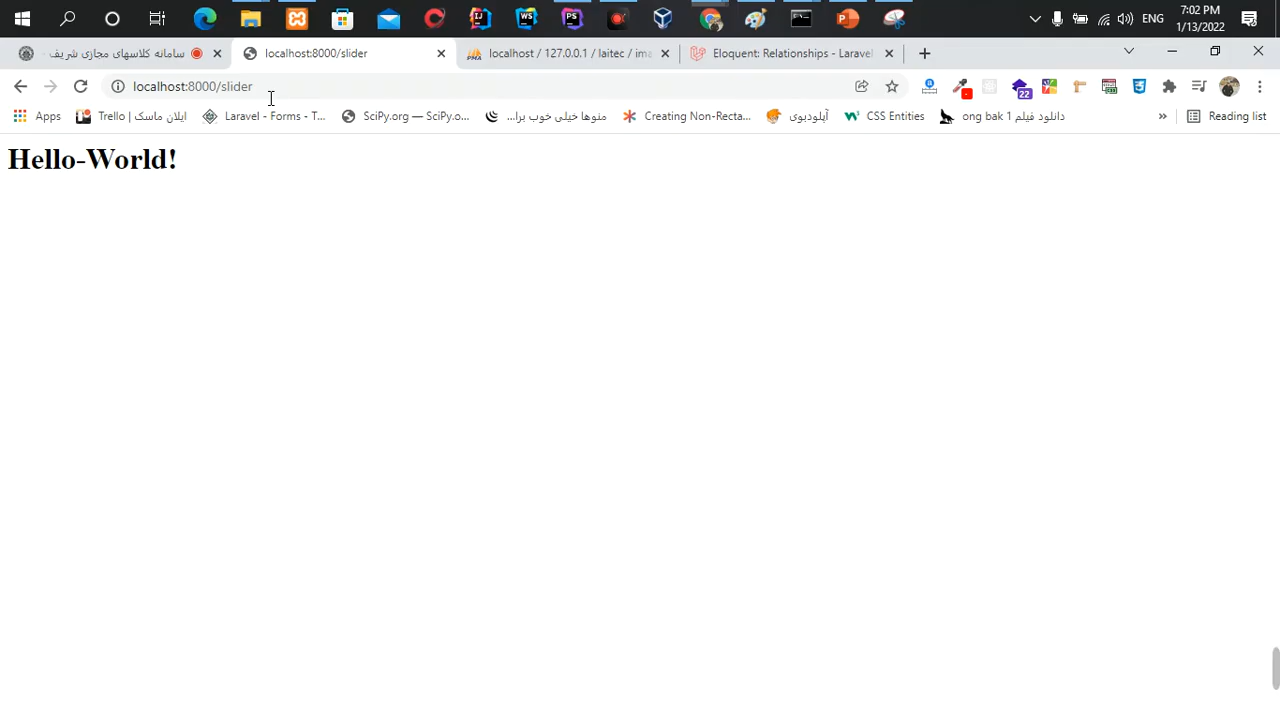 7:02 PM
ENG
1/13/2022
سامانه کلاسهای مجازی شریف
localhost:8000/slider
localhost / 127.0.0.1 / laitec / ima
Eloquent: Relationships - Laravel
localhost:8000/slider
22
Apps
Trello | ایلان ماسک
Laravel - Forms - T...
SciPy.org — SciPy.o...
منوها خیلی خوب برا...
Creating Non-Recta...
آپلودبوی
CSS Entities
دانلود فیلم ong bak 1
»
Reading list
Hello-World!